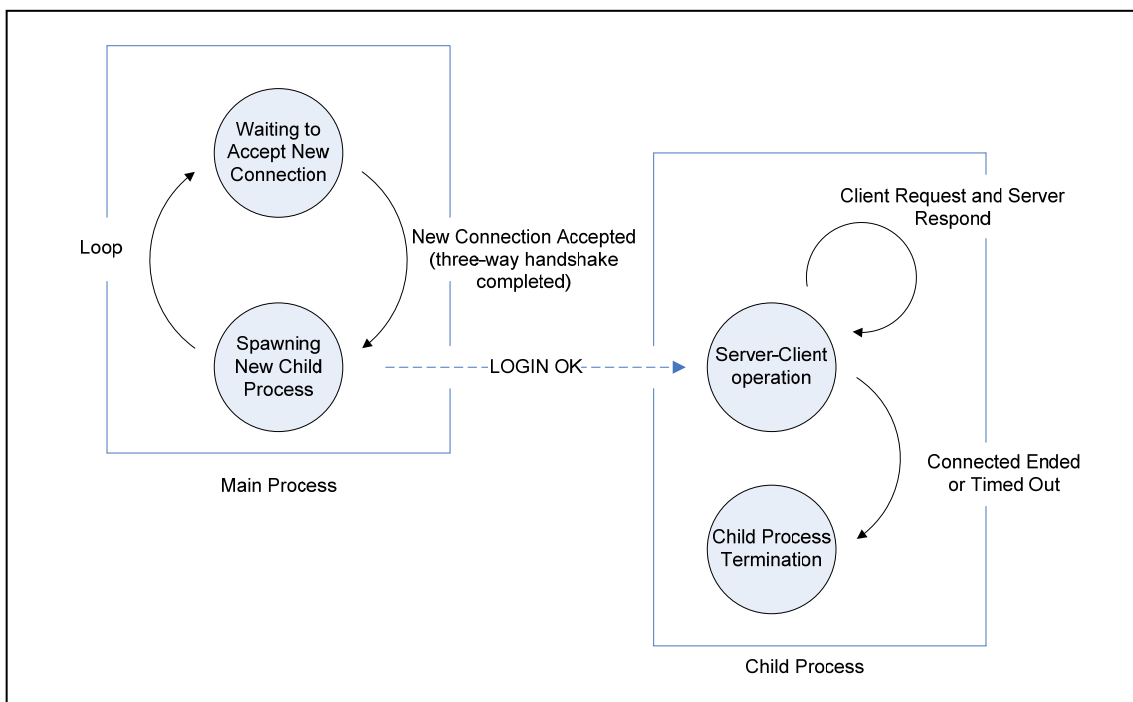 Waiting to
Accept New
Connection
Loop
New Connection Accepted
(three-way handshake
completed)
Spawning
New Child
Process
Main Process
LOGIN OK
Client Request and Server
Respond
Server-Client
operation
Connected Ended
or Timed Out
Child Process
Termination
Child Process